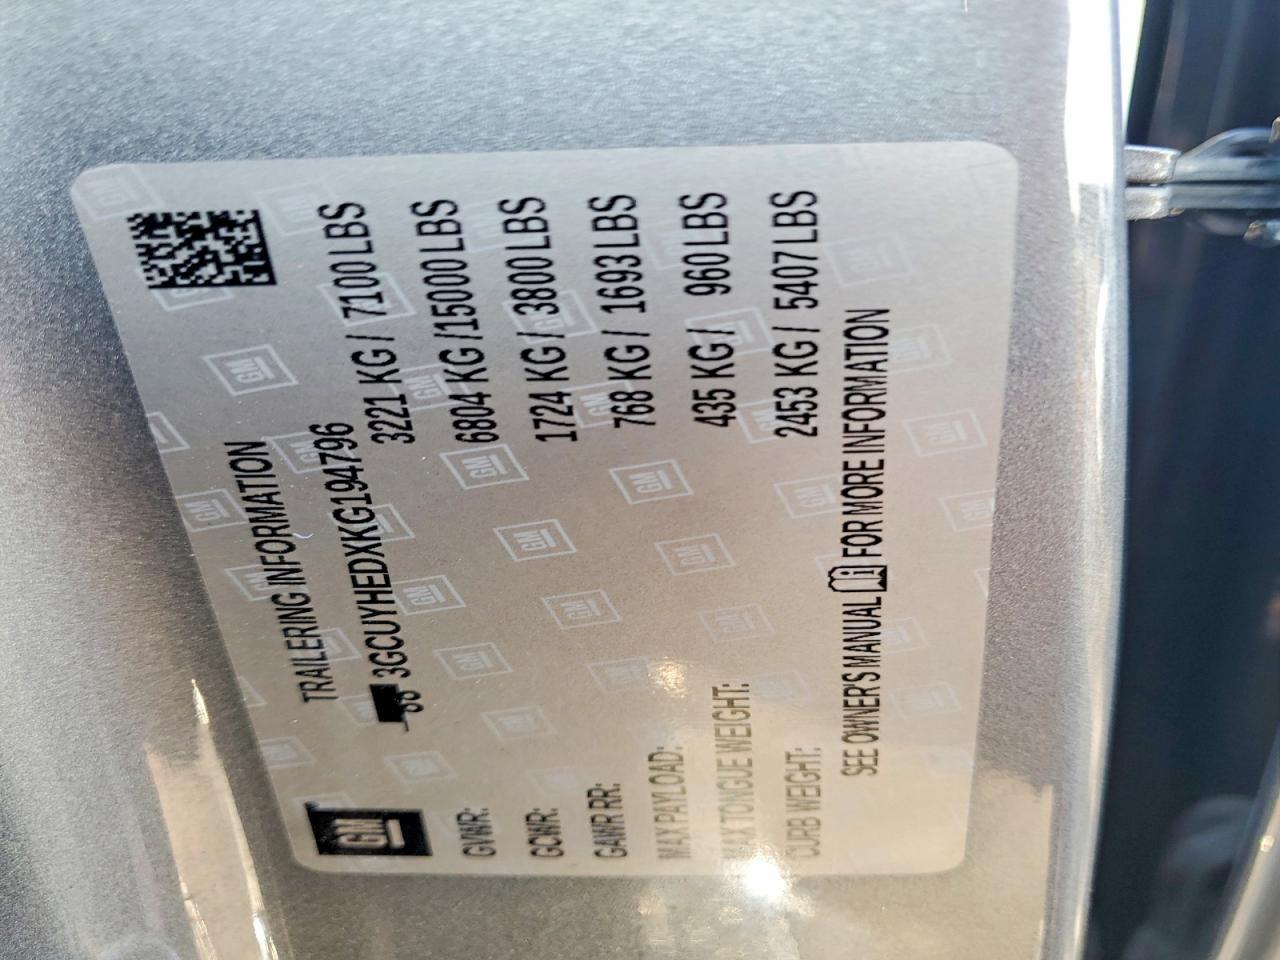 TRAILERING INFORMATION
GM 3GCUYHEDXKG194796
GVWR: 3221 KG / 7100 LBS
GCWR: 6804 KG /15000 LBS
GAWR RR: 1724 KG / 3800 LBS
MAX PAYLOAD: 768 KG / 1693 LBS
MAX TONGUE WEIGHT: 435 KG / 960 LBS
CURB WEIGHT: 2453 KG / 5407 LBS
SEE OWNER'S MANUAL FOR MORE INFORMATION